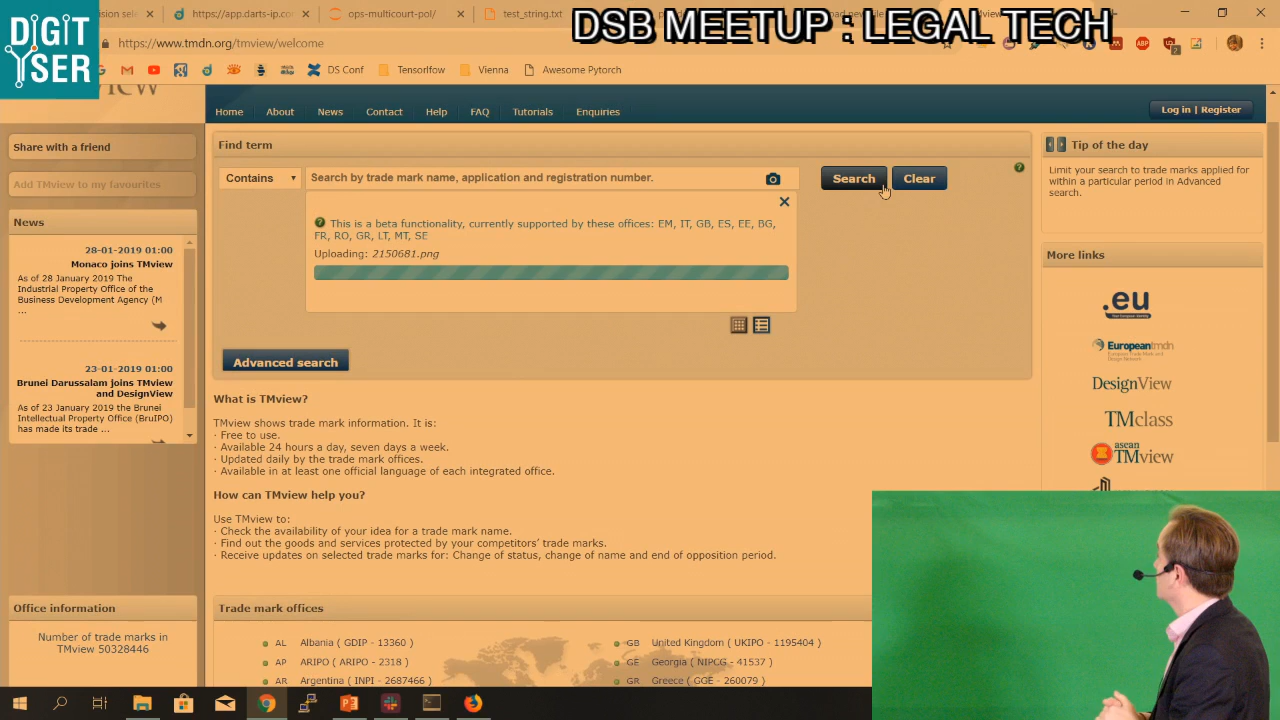 DIGIT
YSER
DSB MEETUP : LEGAL TECH
https://app.darts-ip.co
ops-multicourt-pol/
test_string.txt
https://www.tmdn.org/tmview/welcome
DS Conf
Tensorlfow
Vienna
Awesome Pytorch
Home
About
News
Contact
Help
FAQ
Tutorials
Enquiries
Log in | Register
Share with a friend
Add TMview to my favourites
News
28-01-2019 01:00
Monaco joins TMview
As of 28 January 2019 The
Industrial Property Office of the
Business Development Agency (M
...
23-01-2019 01:00
Brunei Darussalam joins TMview
and DesignView
As of 23 January 2019 the Brunei
Intellectual Property Office (BruIPO)
has made its trade ...
Office information
Number of trade marks in
TMview 50328446
Find term
Contains
Search by trade mark name, application and registration number.
Search
Clear
This is a beta functionality, currently supported by these offices: EM, IT, GB, ES, EE, BG,
FR, RO, GR, LT, MT, SE
Uploading: 2150681.png
Advanced search
What is TMview?
TMview shows trade mark information. It is:
· Free to use.
· Available 24 hours a day, seven days a week.
· Updated daily by the trade mark offices.
· Available in at least one official language of each integrated office.
How can TMview help you?
Use TMview to:
· Check the availability of your idea for a trade mark name.
· Find out the goods and services protected by your competitors' trade marks.
· Receive updates on selected trade marks for: Change of status, change of name and end of opposition period.
Trade mark offices
AL Albania ( GDIP - 13360 )
AP ARIPO ( ARIPO - 2318 )
AR Argentina ( INPI - 2687466 )
GB United Kingdom ( UKIPO - 1195404 )
GE Georgia ( NIPCG - 41537 )
GR Greece ( GGE - 260079 )
Tip of the day
Limit your search to trade marks applied for
within a particular period in Advanced
search.
More links
.eu
Europeantmdn
DesignView
TMclass
asean
TMview